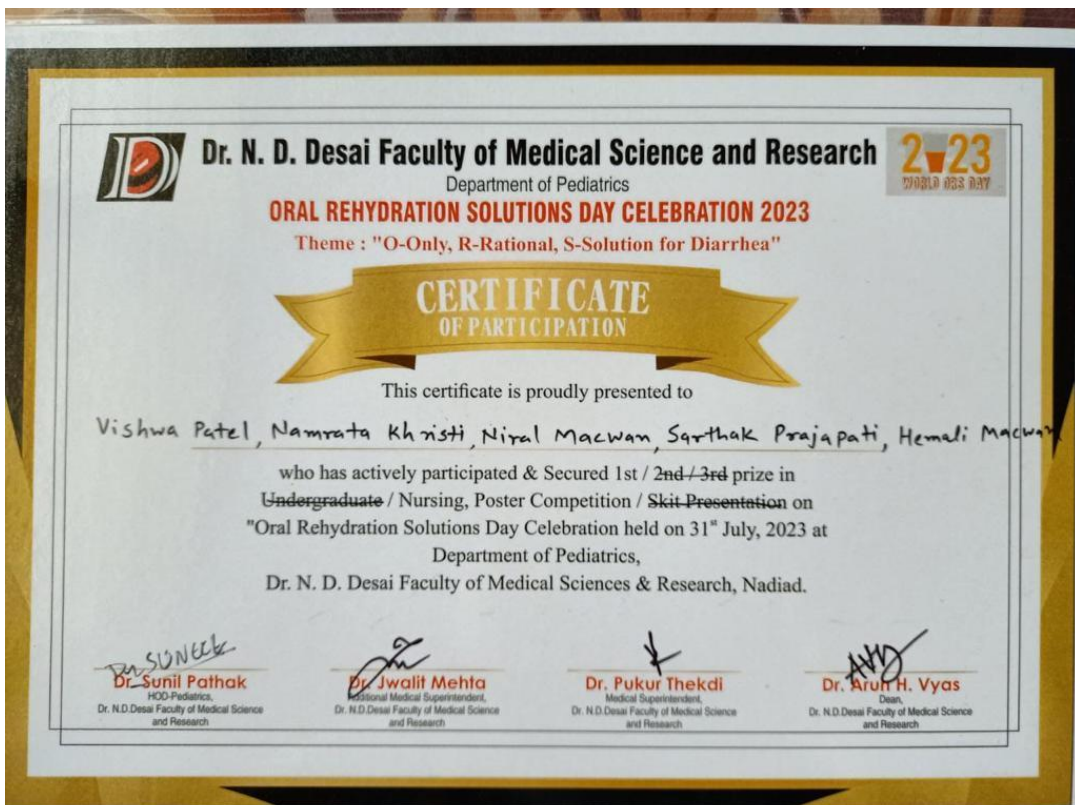 Dr. N. D. Desai Faculty of Medical Science and Research
2023
WORLD ORS DAY
Department of Pediatrics
ORAL REHYDRATION SOLUTIONS DAY CELEBRATION 2023
Theme : "O-Only, R-Rational, S-Solution for Diarrhea"
CERTIFICATE
OF PARTICIPATION
This certificate is proudly presented to
Vishwa Patel, Namrata Khristi, Niral Macwan, Sarthak Prajapati, Hemali Macwan
who has actively participated & Secured 1st / 2nd / 3rd prize in
Undergraduate / Nursing, Poster Competition / Skit Presentation on
"Oral Rehydration Solutions Day Celebration held on 31st July, 2023 at
Department of Pediatrics,
Dr. N. D. Desai Faculty of Medical Sciences & Research, Nadiad.
Dr. Sunil Pathak
HOD-Pediatrics,
Dr. N.D.Desai Faculty of Medical Science
and Research
Dr. Jwalit Mehta
Additional Medical Superintendent,
Dr. N.D.Desai Faculty of Medical Science
and Research
Dr. Pukur Thekdi
Medical Superintendent,
Dr. N.D.Desai Faculty of Medical Science
and Research
Dr. Arun H. Vyas
Dean,
Dr. N.D.Desai Faculty of Medical Science
and Research